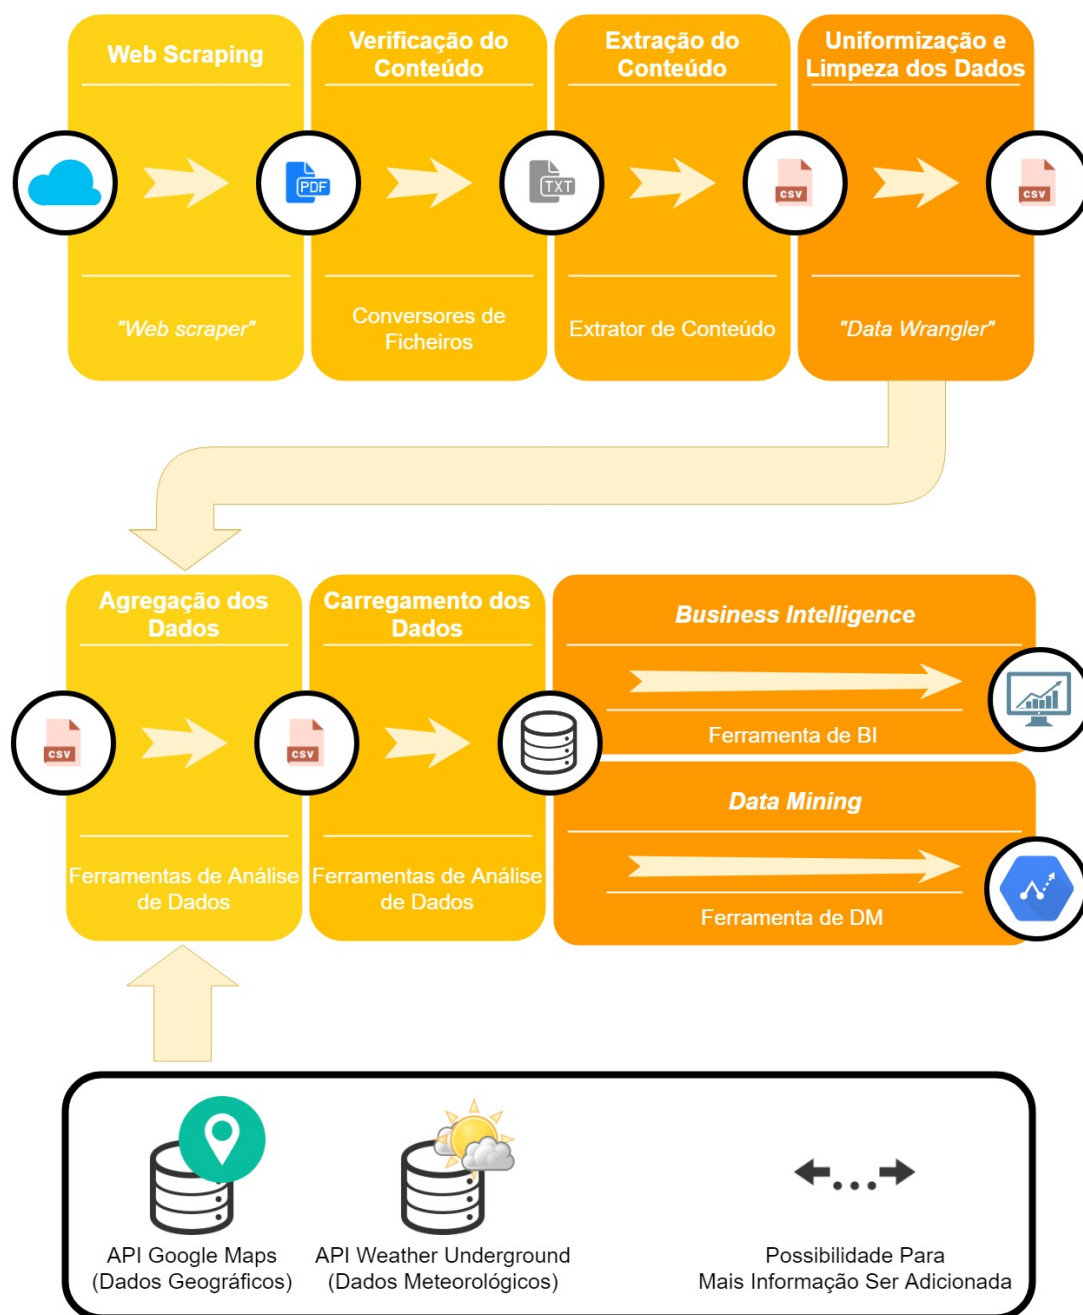 Web Scraping
Verificação do
Conteúdo
Extração do
Conteúdo
Uniformização e
Limpeza dos Dados
PDF
TXT
csv
csv
"Web scraper"
Conversores de
Ficheiros
Extrator de Conteúdo
"Data Wrangler"
Agregação dos
Dados
Carregamento dos
Dados
Business Intelligence
csv
csv
Ferramenta de BI
Data Mining
Ferramentas de Análise
de Dados
Ferramentas de Análise
de Dados
Ferramenta de DM
API Google Maps
(Dados Geográficos)
API Weather Underground
(Dados Meteorológicos)
Possibilidade Para
Mais Informação Ser Adicionada